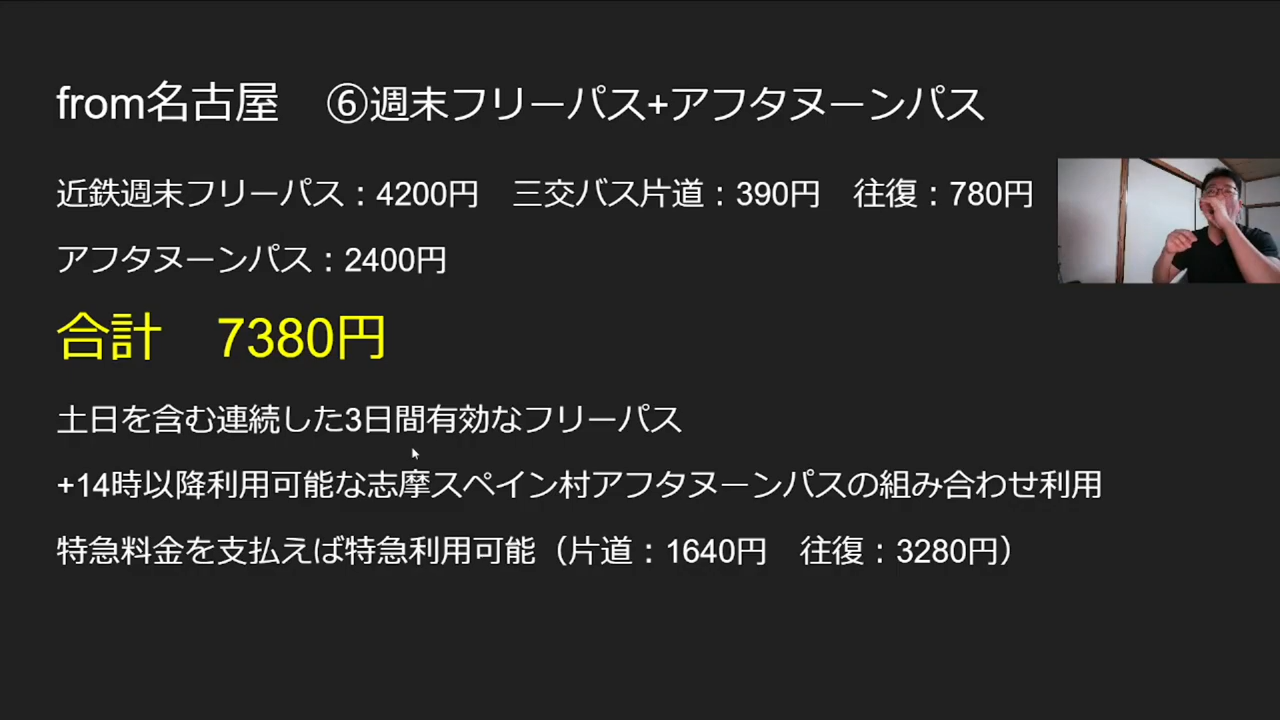 from名古屋　⑥週末フリーパス+アフタヌーンパス
近鉄週末フリーパス：4200円　三交バス片道：390円　往復：780円
アフタヌーンパス：2400円
合計　7380円
土日を含む連続した3日間有効なフリーパス
+14時以降利用可能な志摩スペイン村アフタヌーンパスの組み合わせ利用
特急料金を支払えば特急利用可能（片道：1640円　往復：3280円）